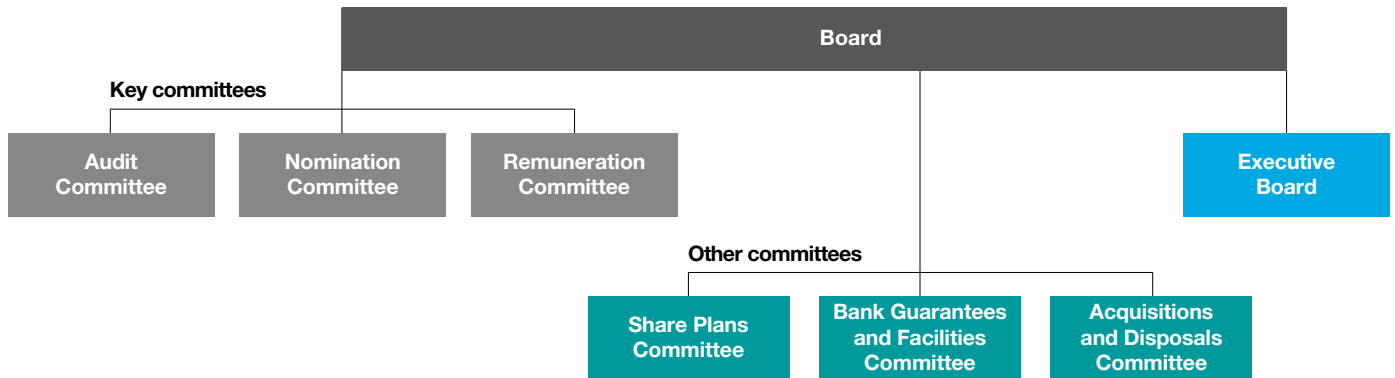 Board
Key committees
Audit
Committee
Nomination
Committee
Remuneration
Committee
Executive
Board
Other committees
Share Plans
Committee
Bank Guarantees
and Facilities
Committee
Acquisitions
and Disposals
Committee